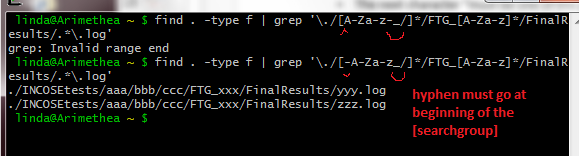 linda@Arimethea ~ $ find . -type f | grep '\./[A-Za-z-_/]*/FTG_[A-Za-z]*/FinalR
esults/.*\.log'
grep: Invalid range end
linda@Arimethea ~ $ find . -type f | grep '\./[-A-Za-z_/]*/FTG_[A-Za-z]*/FinalR
esults/.*\.log'
./INCOSEtests/aaa/bbb/ccc/FTG_xxx/FinalResults/yyy.log
./INCOSEtests/aaa/bbb/ccc/FTG_xxx/FinalResults/zzz.log
linda@Arimethea ~ $
hyphen must go at
beginning of the
[searchgroup]